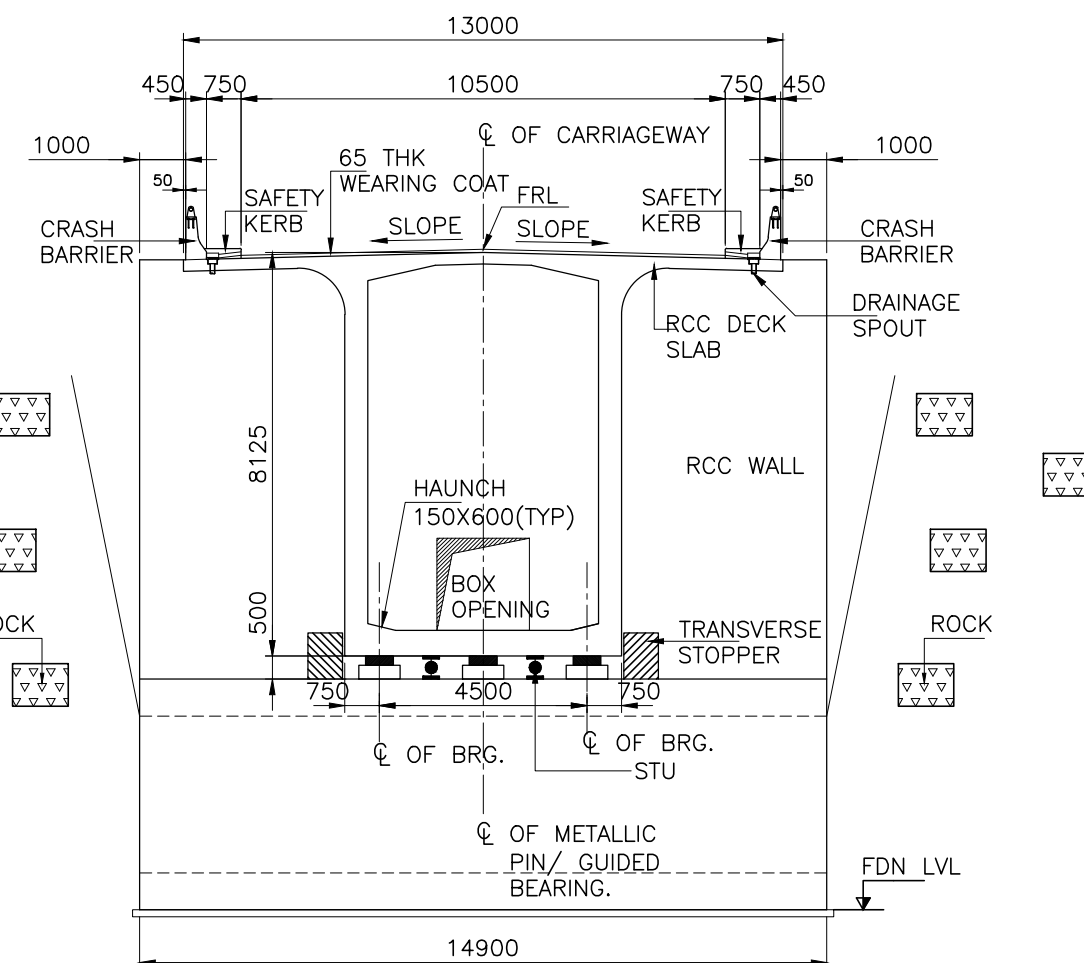 13000
450
750
10500
750
450
℄ OF CARRIAGEWAY
1000
1000
65 THK
WEARING COAT
50
50
SAFETY
KERB
FRL
SAFETY
KERB
SLOPE
SLOPE
CRASH
BARRIER
CRASH
BARRIER
DRAINAGE
SPOUT
RCC DECK
SLAB
8125
RCC WALL
HAUNCH
150X600(TYP)
BOX
OPENING
500
OCK
TRANSVERSE
STOPPER
ROCK
750
4500
750
℄ OF BRG.
℄ OF BRG.
STU
℄ OF METALLIC
PIN/ GUIDED
BEARING.
FDN LVL
14900